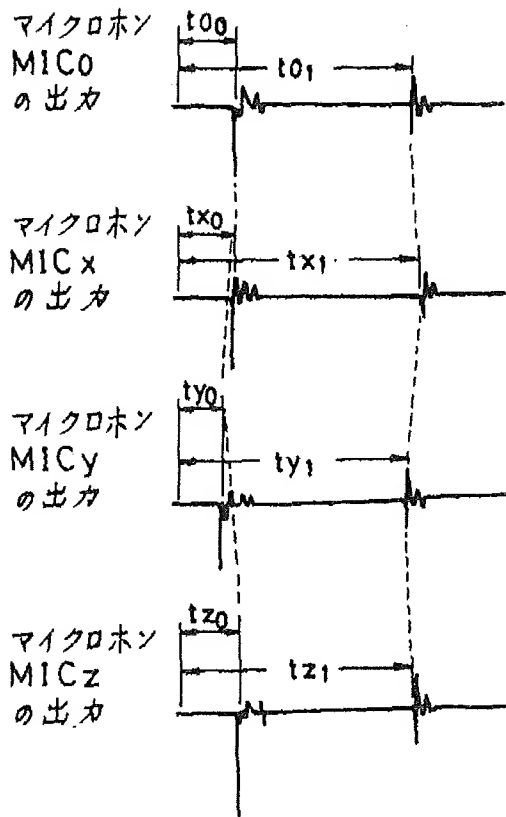 マイクロホン
MIC0
の出力
t0₀
t0₁
マイクロホン
MICx
の出力
tx₀
tx₁
マイクロホン
MICy
の出力
ty₀
ty₁
マイクロホン
MICz
の出力
tz₀
tz₁